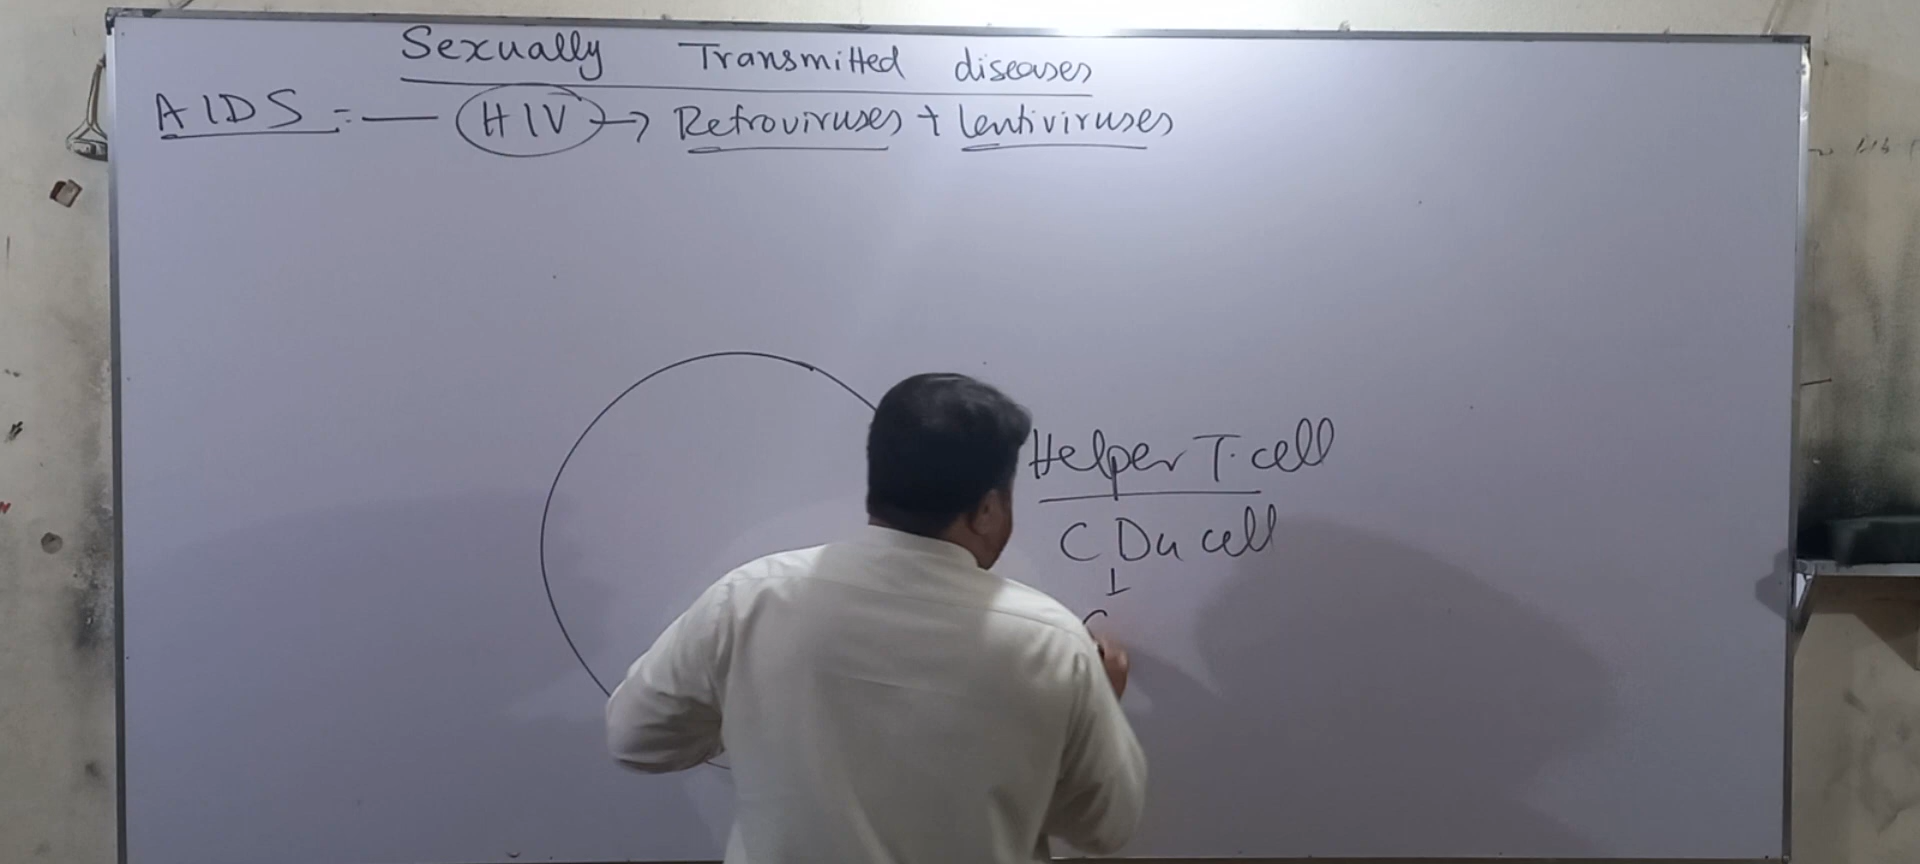 Sexually Transmitted diseases
AIDS :— HIV → Retroviruses + Lentiviruses
Helper T.cell
CD4 cell
↓
C